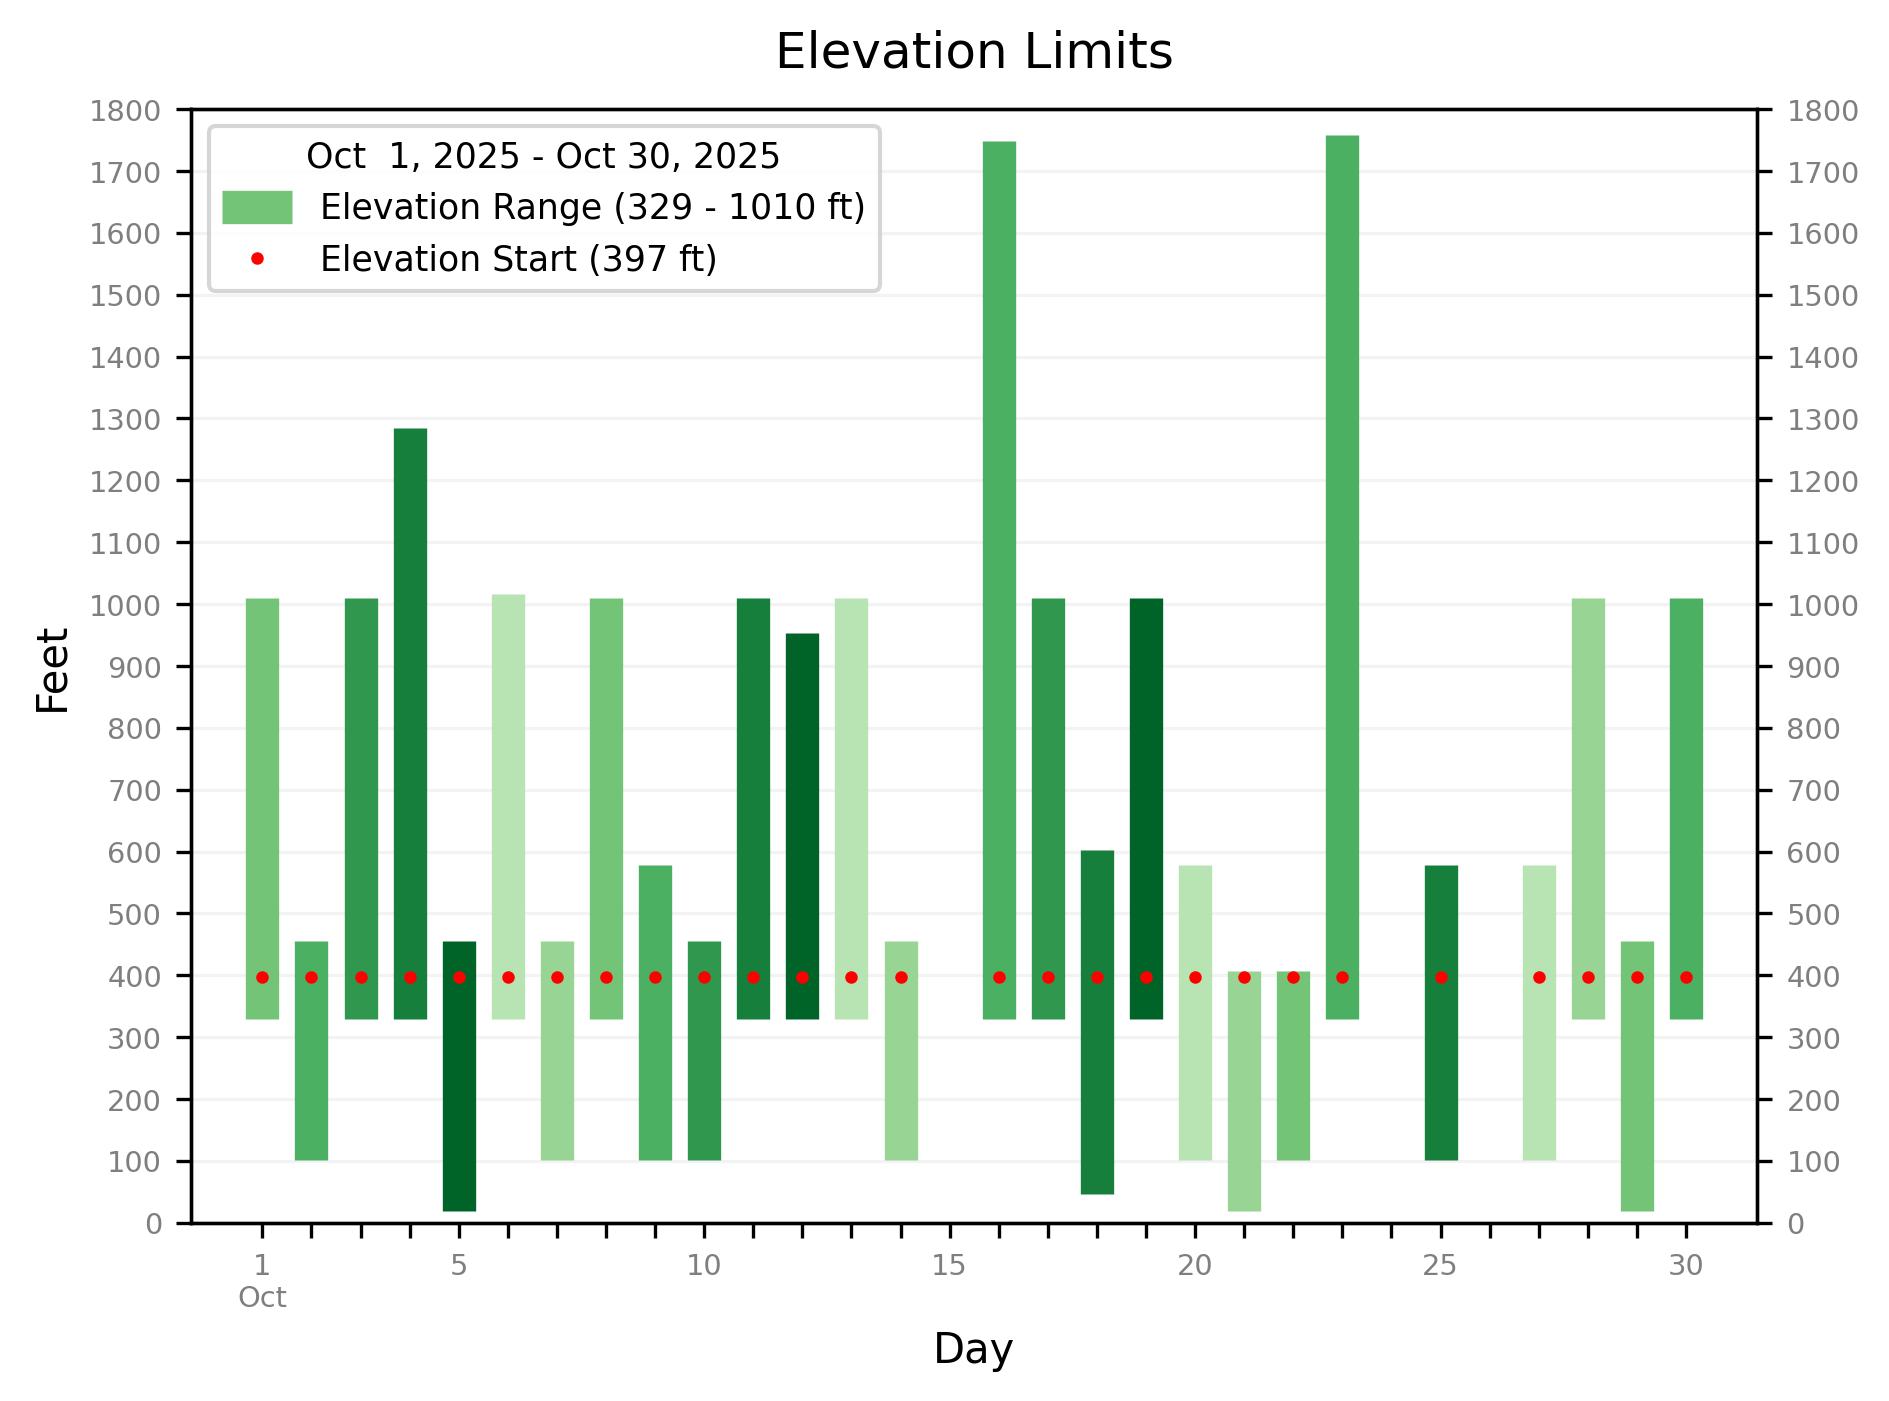 Elevation Limits
Oct  1, 2025 - Oct 30, 2025
Elevation Range (329 - 1010 ft)
Elevation Start (397 ft)
Feet
1800 1800
1700 1700
1600 1600
1500 1500
1400 1400
1300 1300
1200 1200
1100 1100
1000 1000
900 900
800 800
700 700
600 600
500 500
400 400
300 300
200 200
100 100
0 0
1 5 10 15 20 25 30
Oct
Day